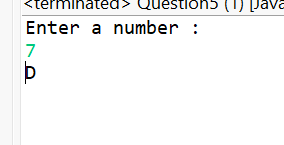 <terminated> Question5 (1) [Java
Enter a number :
7
D